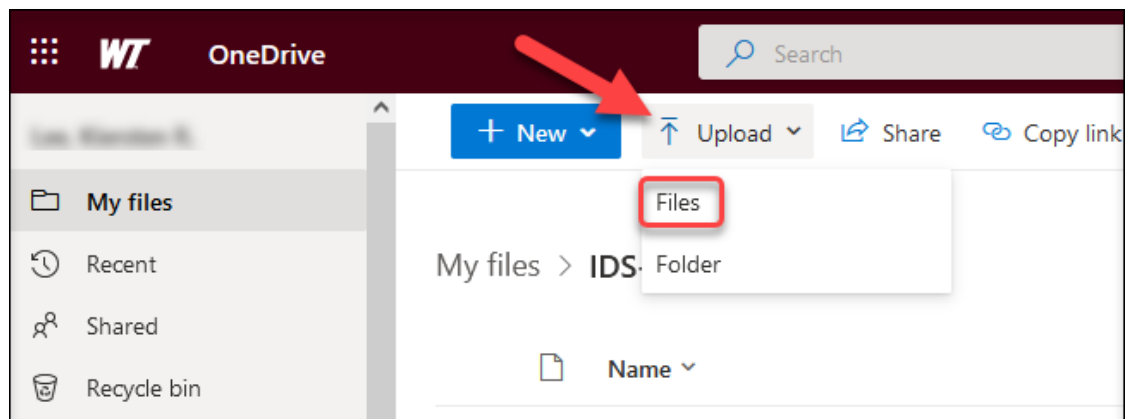 WT OneDrive Search
New Upload Share Copy link
My files
Files
Recent
My files > IDS- Folder
Shared
Name
Recycle bin